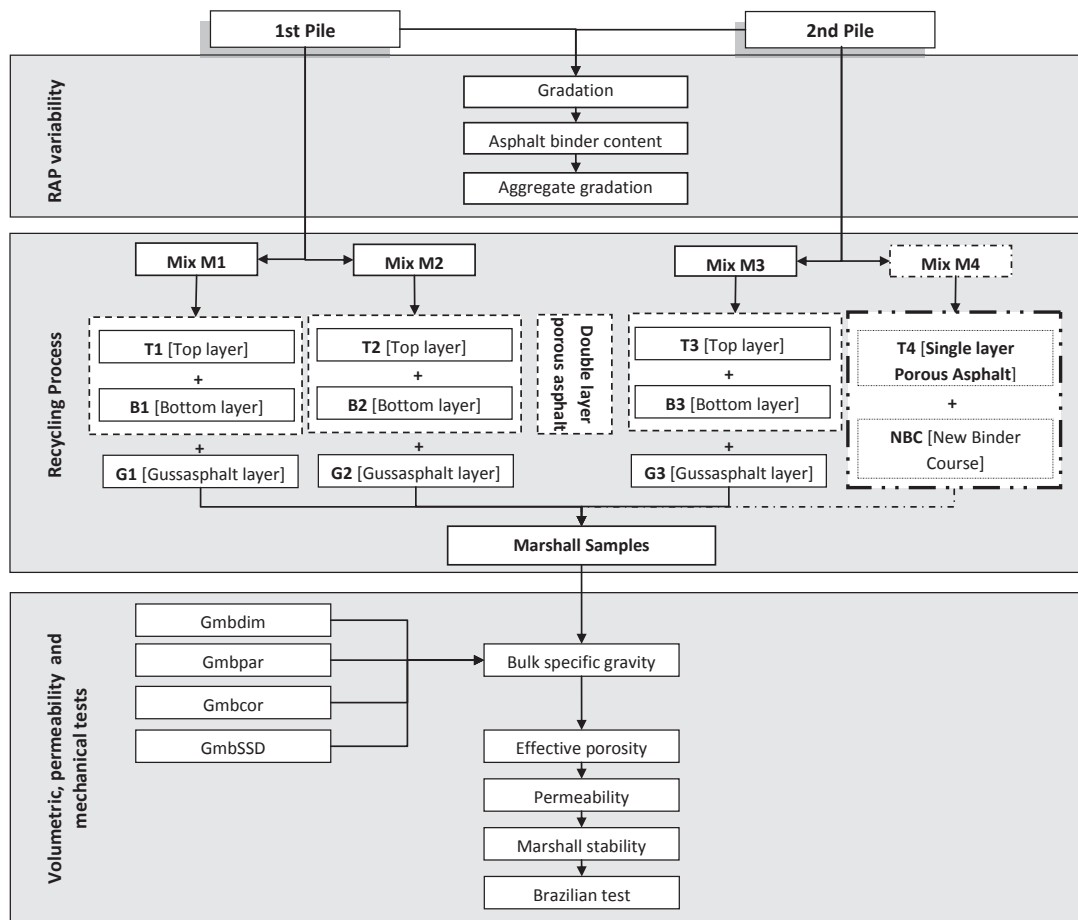 1st Pile
2nd Pile
RAP variability
Gradation
Asphalt binder content
Aggregate gradation
Recycling Process
Mix M1
Mix M2
Mix M3
Mix M4
T1 [Top layer]
+
B1 [Bottom layer]
+
G1 [Gussasphalt layer]
T2 [Top layer]
+
B2 [Bottom layer]
+
G2 [Gussasphalt layer]
Double layer
porous asphalt
T3 [Top layer]
+
B3 [Bottom layer]
+
G3 [Gussasphalt layer]
T4 [Single layer
Porous Asphalt]
+
NBC [New Binder
Course]
Marshall Samples
Volumetric, permeability and
mechanical tests
Gmbdim
Gmbpar
Gmbcor
GmbSSD
Bulk specific gravity
Effective porosity
Permeability
Marshall stability
Brazilian test